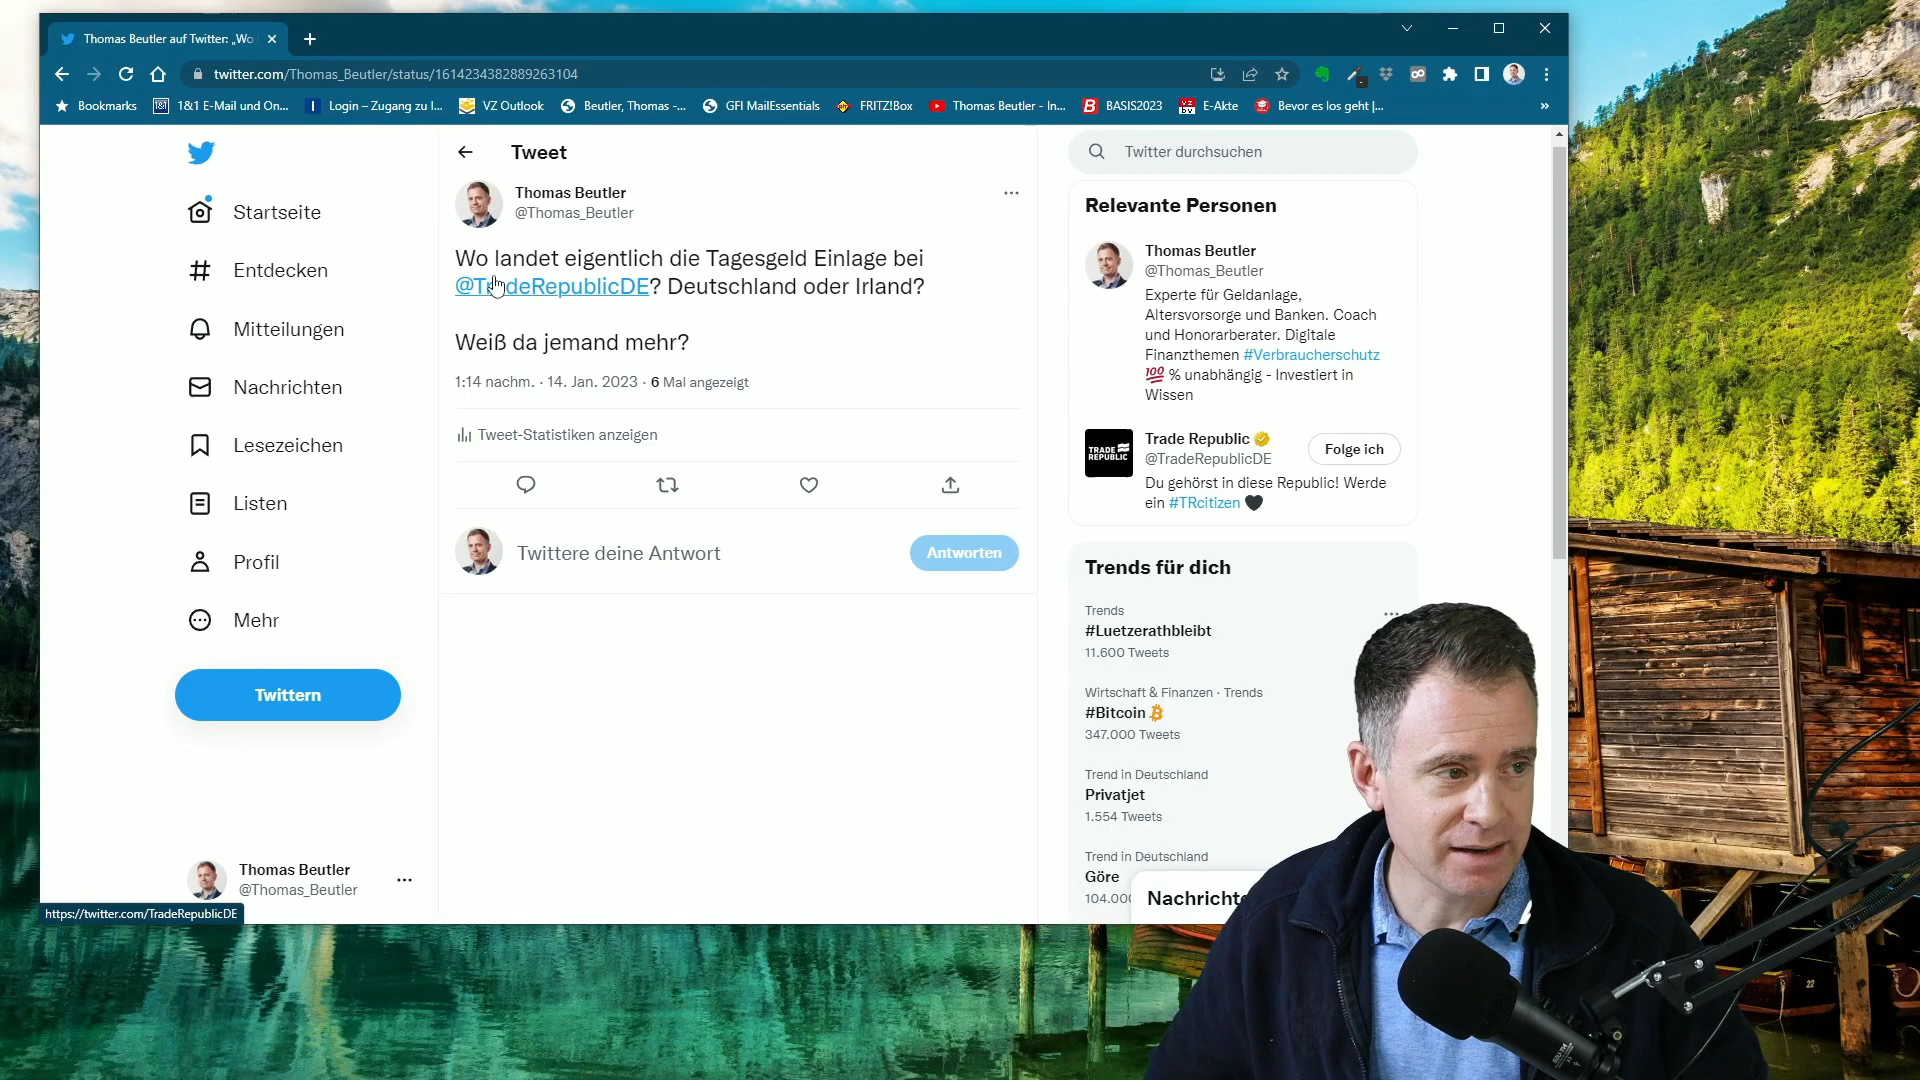 Thomas Beutler auf Twitter: „Wo
twitter.com/Thomas_Beutler/status/1614234382889263104
Bookmarks
1&1 E-Mail und On...
Login – Zugang zu I...
VZ Outlook
Beutler, Thomas -...
GFI MailEssentials
FRITZ!Box
Thomas Beutler - In...
BASIS2023
E-Akte
Bevor es los geht |...
»
Startseite
Entdecken
Mitteilungen
Nachrichten
Lesezeichen
Listen
Profil
Mehr
Twittern
Thomas Beutler
@Thomas_Beutler
https://twitter.com/TradeRepublicDE
Tweet
Thomas Beutler
@Thomas_Beutler
Wo landet eigentlich die Tagesgeld Einlage bei
@TradeRepublicDE? Deutschland oder Irland?
Weiß da jemand mehr?
1:14 nachm. · 14. Jan. 2023 · 6 Mal angezeigt
Tweet-Statistiken anzeigen
Twittere deine Antwort
Antworten
Twitter durchsuchen
Relevante Personen
Thomas Beutler
@Thomas_Beutler
Experte für Geldanlage,
Altersvorsorge und Banken. Coach
und Honorarberater. Digitale
Finanzthemen #Verbraucherschutz
💯 % unabhängig - Investiert in
Wissen
TRADE
REPUBLIC
Trade Republic
@TradeRepublicDE
Folge ich
Du gehörst in diese Republic! Werde
ein #TRcitizen 🖤
Trends für dich
Trends
#Luetzerathbleibt
11.600 Tweets
Wirtschaft & Finanzen · Trends
#Bitcoin
347.000 Tweets
Trend in Deutschland
Privatjet
1.554 Tweets
Trend in Deutschland
Göre
104.000
Nachrichte
22